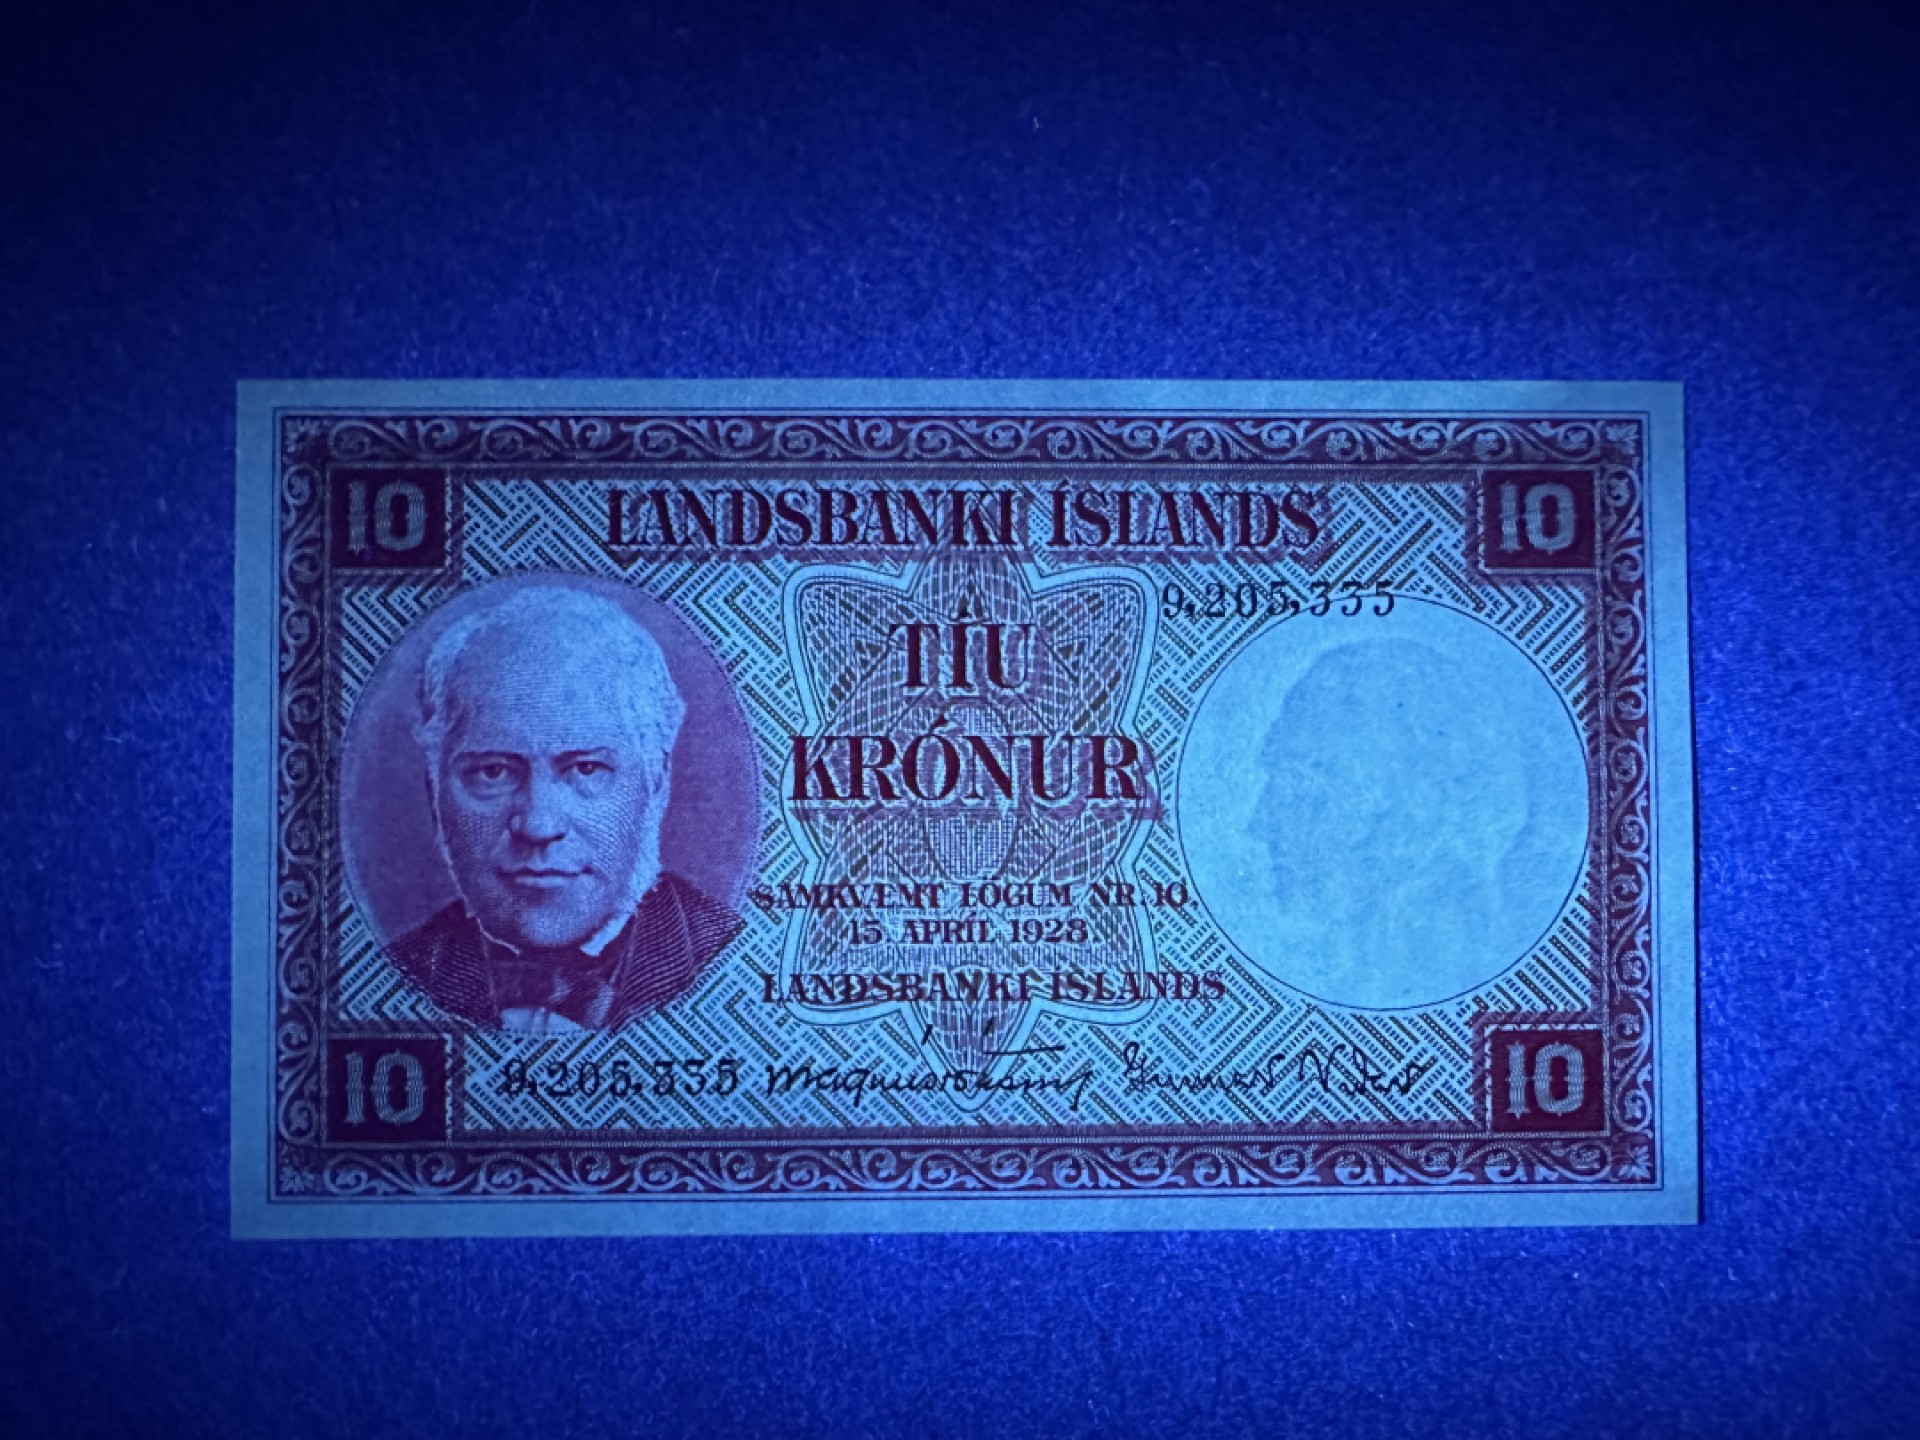 10 LANDSBANKI ÍSLANDS 10
9,205,335
TÍU
KRÓNUR
SAMKVÆMT LÖGUM NR. 10,
15. APRÍL 1928.
LANDSBANKI ÍSLANDS
10 9,205,335 10